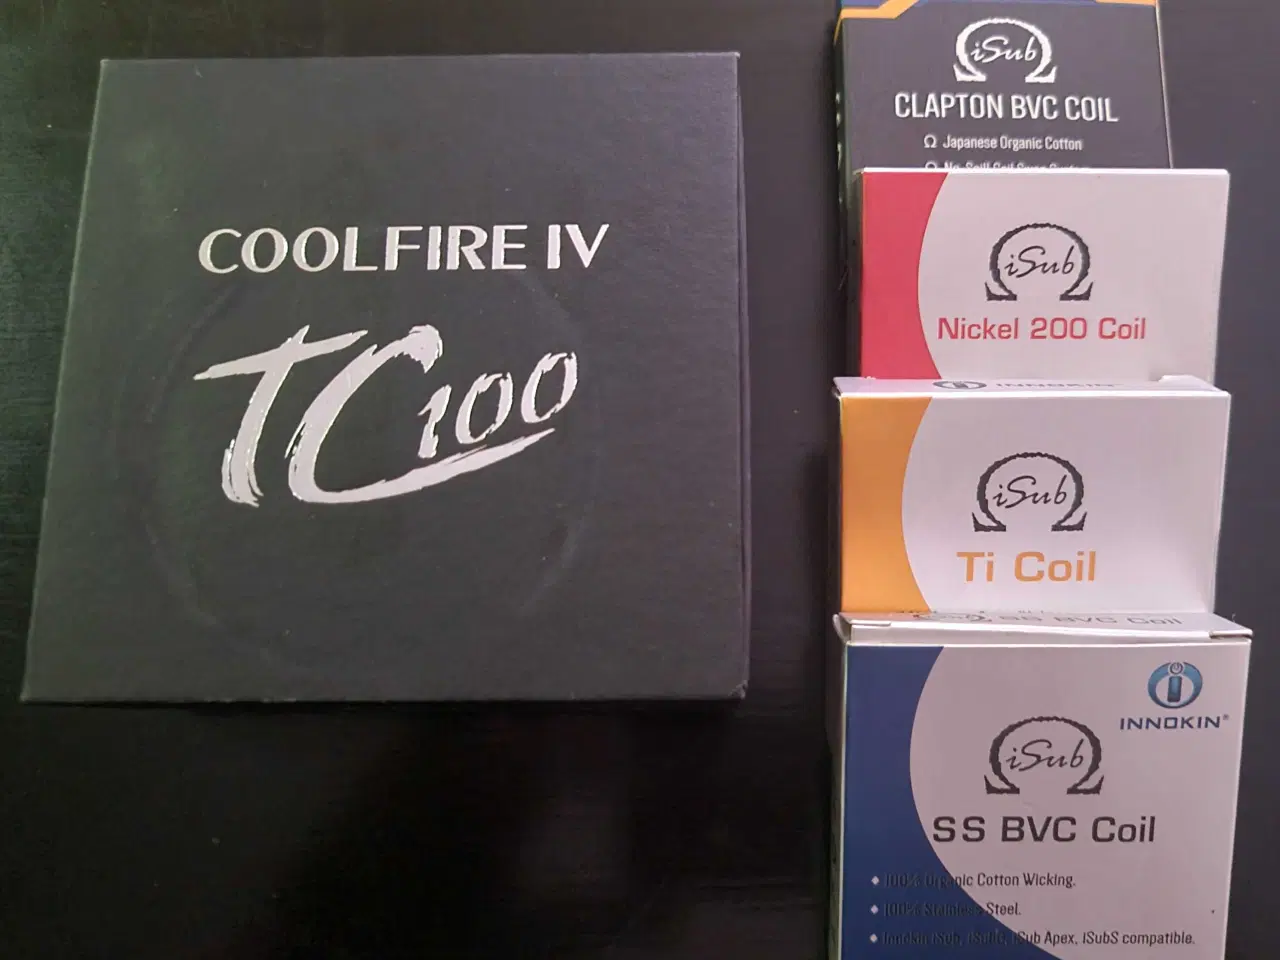 COOLFIRE IV
TC100
iSub
CLAPTON BVC COIL
Ω Japanese Organic Cotton
iSub
Nickel 200 Coil
INNOKIN
iSub
Ti Coil
SS BVC Coil
INNOKIN®
iSub
SS BVC Coil
100% Organic Cotton Wicking.
100% Stainless Steel.
Innokin iSub, iSub Apex, iSubS compatible.